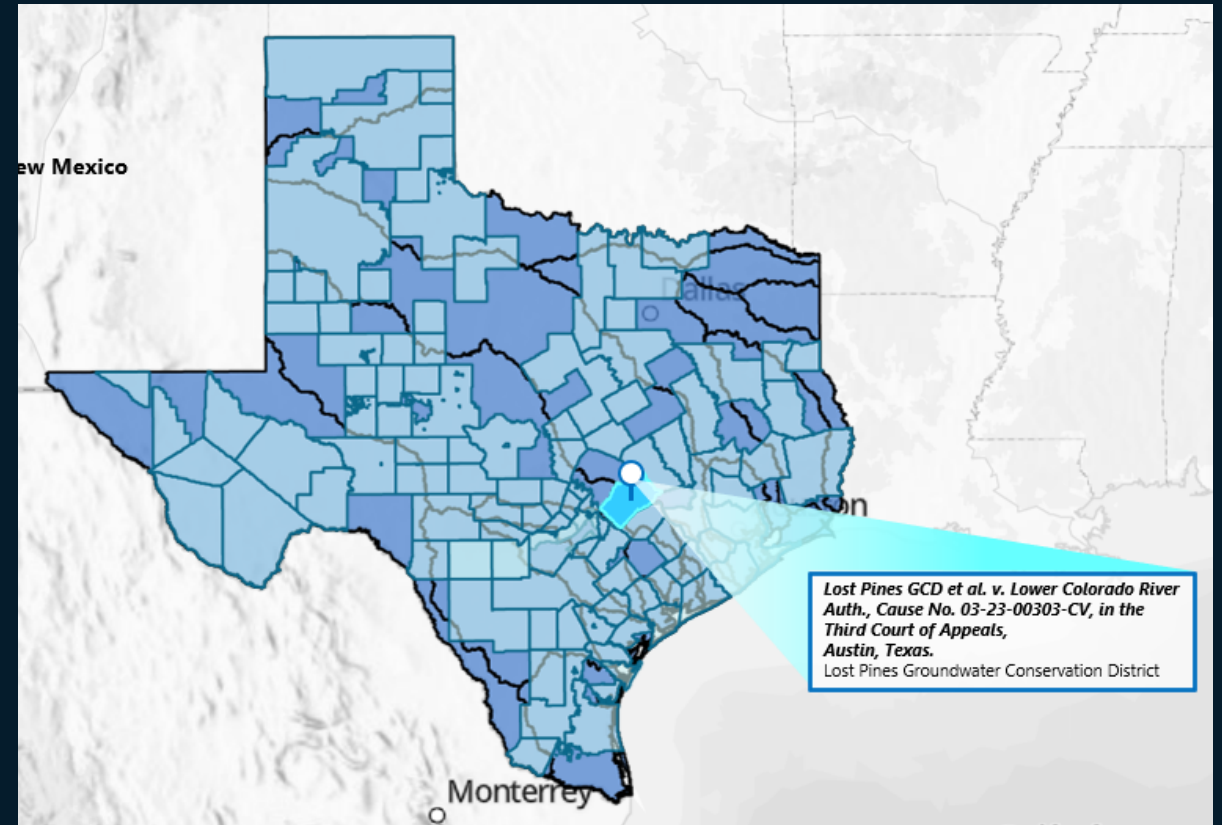 ew Mexico
Dallas
on
Lost Pines GCD et al. v. Lower Colorado River
Auth., Cause No. 03-23-00303-CV, in the
Third Court of Appeals,
Austin, Texas.
Lost Pines Groundwater Conservation District
Monterrey